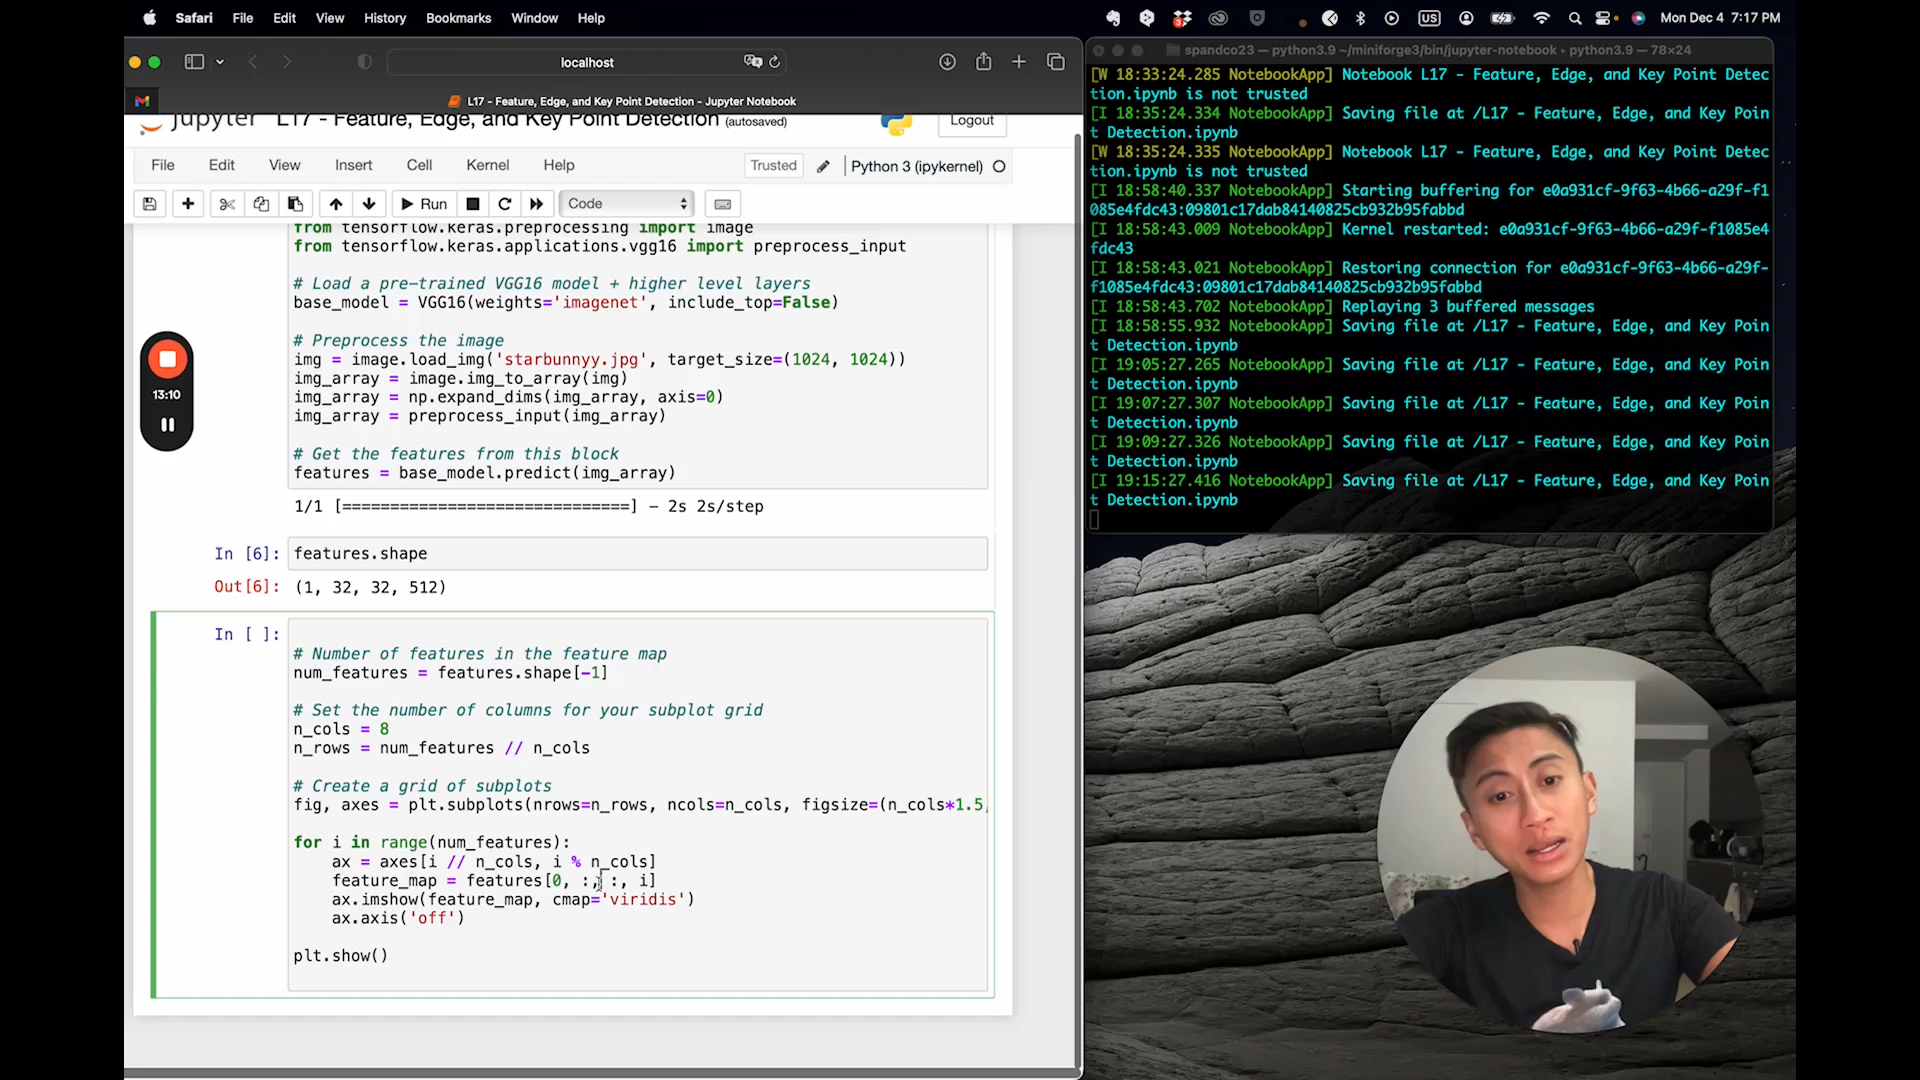 Safari File Edit View History Bookmarks Window Help
US
Mon Dec 4 7:17 PM
localhost
L17 - Feature, Edge, and Key Point Detection - Jupyter Notebook
jupyter L17 - Feature, Edge, and Key Point Detection (autosaved)
Logout
File Edit View Insert Cell Kernel Help
Trusted
Python 3 (ipykernel)
Run
Code
from tensorflow.keras.preprocessing import image
from tensorflow.keras.applications.vgg16 import preprocess_input
# Load a pre-trained VGG16 model + higher level layers
base_model = VGG16(weights='imagenet', include_top=False)
# Preprocess the image
img = image.load_img('starbunnyy.jpg', target_size=(1024, 1024))
img_array = image.img_to_array(img)
img_array = np.expand_dims(img_array, axis=0)
img_array = preprocess_input(img_array)
# Get the features from this block
features = base_model.predict(img_array)
1/1 [==============================] - 2s 2s/step
In [6]: features.shape
Out[6]: (1, 32, 32, 512)
In [ ]:
# Number of features in the feature map
num_features = features.shape[-1]
# Set the number of columns for your subplot grid
n_cols = 8
n_rows = num_features // n_cols
# Create a grid of subplots
fig, axes = plt.subplots(nrows=n_rows, ncols=n_cols, figsize=(n_cols*1.5,
for i in range(num_features):
ax = axes[i // n_cols, i % n_cols]
feature_map = features[0, :, :, i]
ax.imshow(feature_map, cmap='viridis')
ax.axis('off')
plt.show()
13:10
spandco23 — python3.9 ~/miniforge3/bin/jupyter-notebook ▸ python3.9 — 78×24
[W 18:33:24.285 NotebookApp] Notebook L17 - Feature, Edge, and Key Point Detec
tion.ipynb is not trusted
[I 18:35:24.334 NotebookApp] Saving file at /L17 - Feature, Edge, and Key Poin
t Detection.ipynb
[W 18:35:24.335 NotebookApp] Notebook L17 - Feature, Edge, and Key Point Detec
tion.ipynb is not trusted
[I 18:58:40.337 NotebookApp] Starting buffering for e0a931cf-9f63-4b66-a29f-f1
085e4fdc43:09801c17dab84140825cb932b95fabbd
[I 18:58:43.009 NotebookApp] Kernel restarted: e0a931cf-9f63-4b66-a29f-f1085e4
fdc43
[I 18:58:43.021 NotebookApp] Restoring connection for e0a931cf-9f63-4b66-a29f-
f1085e4fdc43:09801c17dab84140825cb932b95fabbd
[I 18:58:43.702 NotebookApp] Replaying 3 buffered messages
[I 18:58:55.932 NotebookApp] Saving file at /L17 - Feature, Edge, and Key Poin
t Detection.ipynb
[I 19:05:27.265 NotebookApp] Saving file at /L17 - Feature, Edge, and Key Poin
t Detection.ipynb
[I 19:07:27.307 NotebookApp] Saving file at /L17 - Feature, Edge, and Key Poin
t Detection.ipynb
[I 19:09:27.326 NotebookApp] Saving file at /L17 - Feature, Edge, and Key Poin
t Detection.ipynb
[I 19:15:27.416 NotebookApp] Saving file at /L17 - Feature, Edge, and Key Poin
t Detection.ipynb